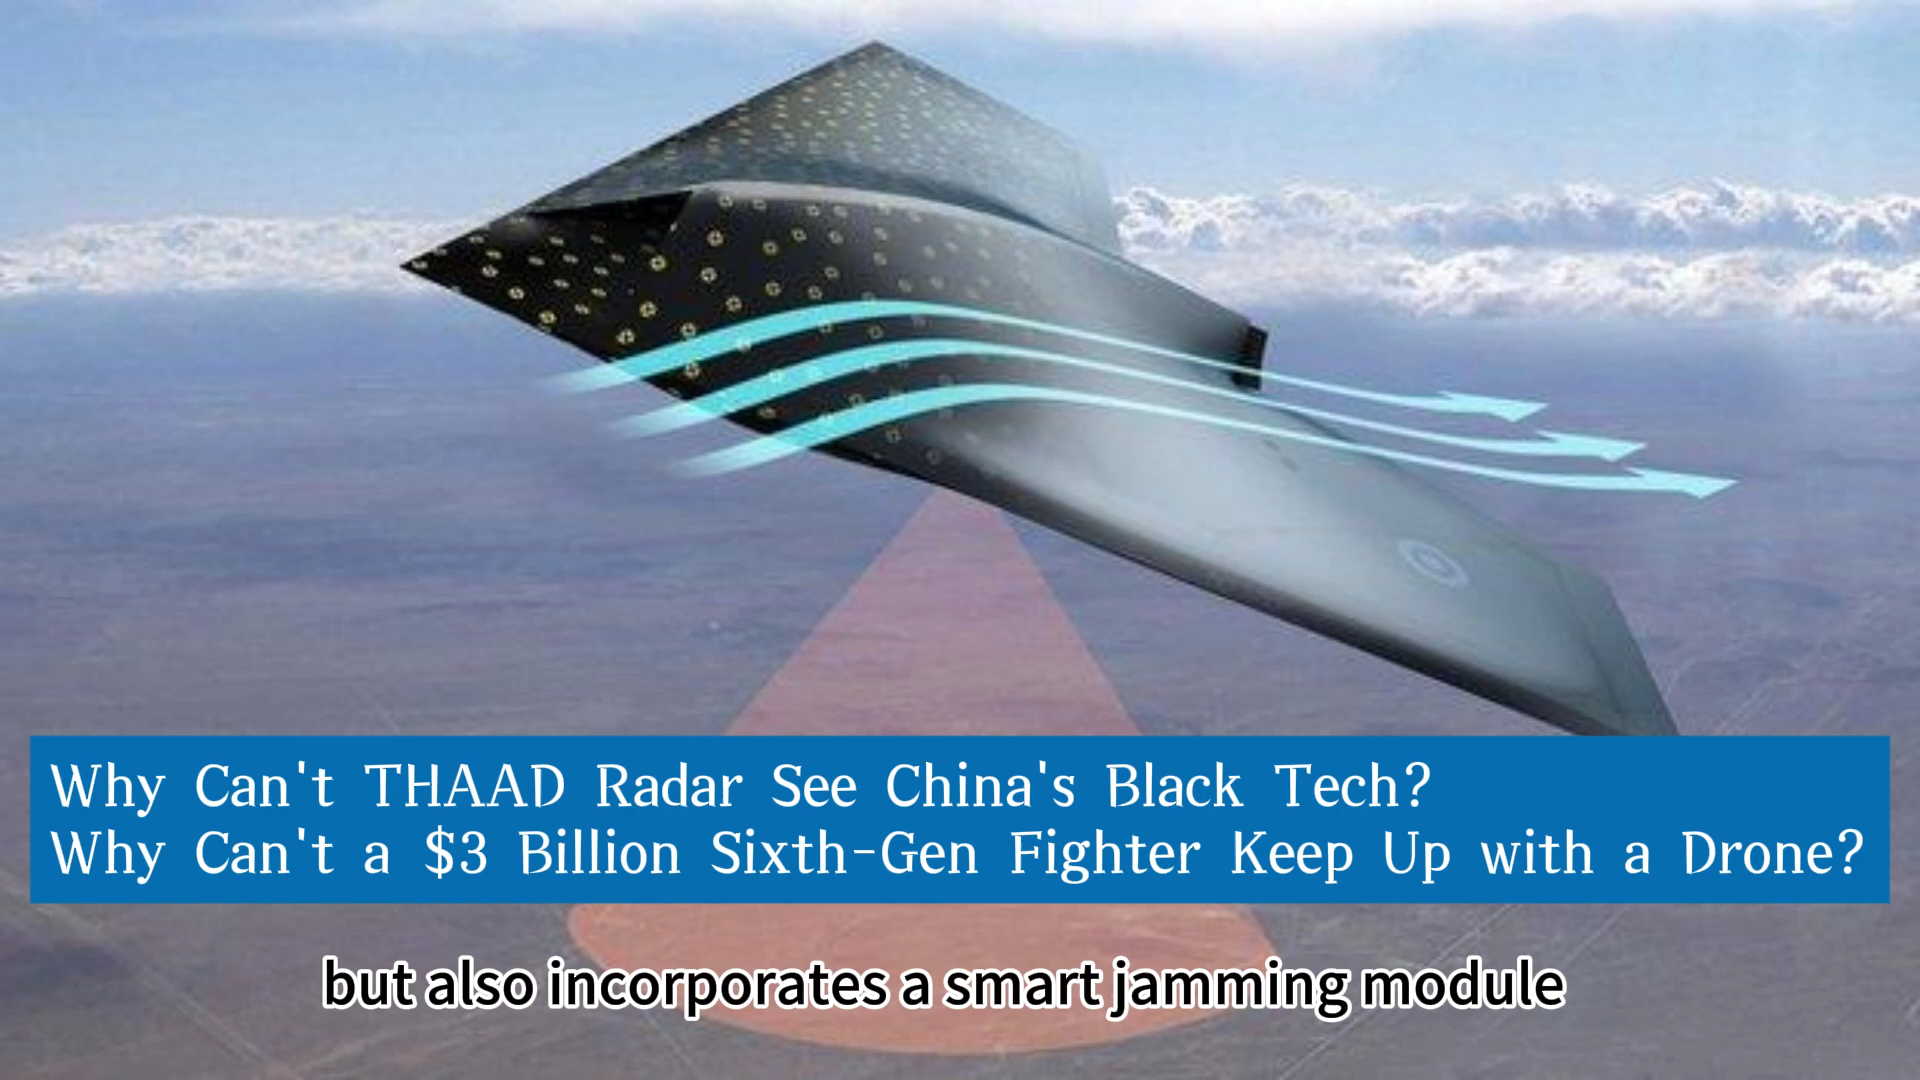 Why Can't THAAD Radar See China's Black Tech?
Why Can't a $3 Billion Sixth-Gen Fighter Keep Up with a Drone?
but also incorporates a smart jamming module